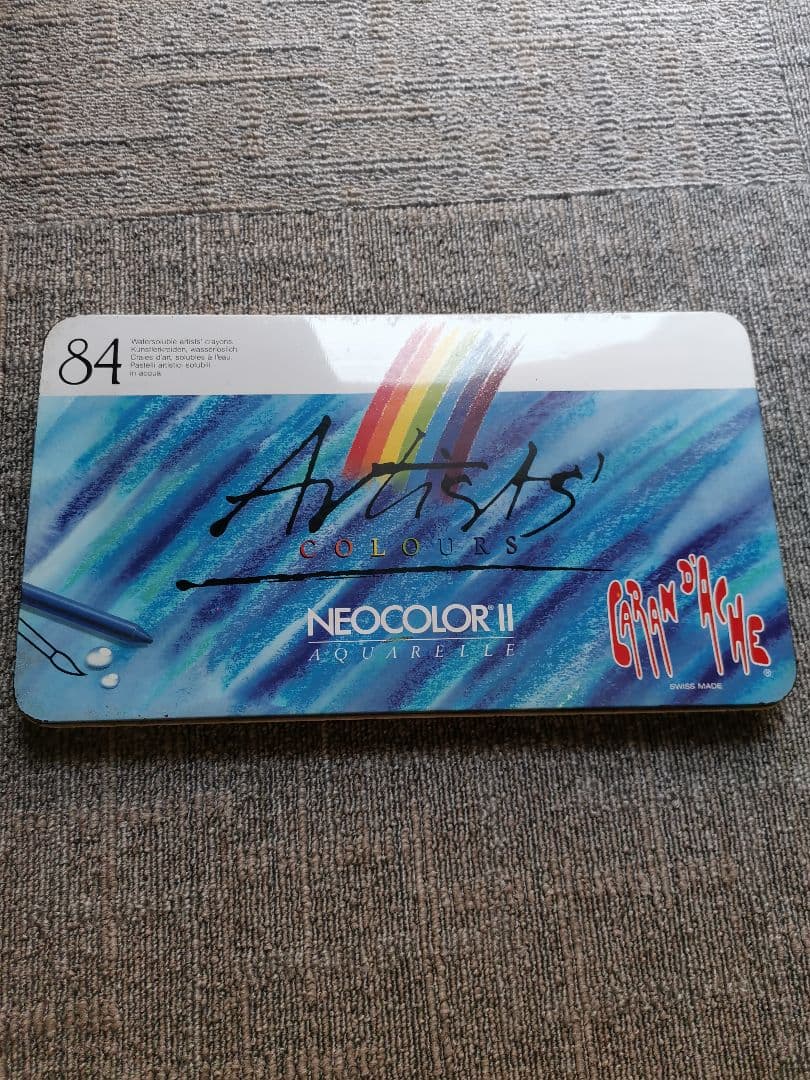 84
Watersoluble artists' crayons.
Künstlerkreiden, wasserlöslich.
Craies d'art, solubles à l'eau.
Pastelli artistici solubili
in acqua.
Artists'
COLOURS
NEOCOLOR® II
AQUARELLE
CARAN D'ACHE®
SWISS MADE